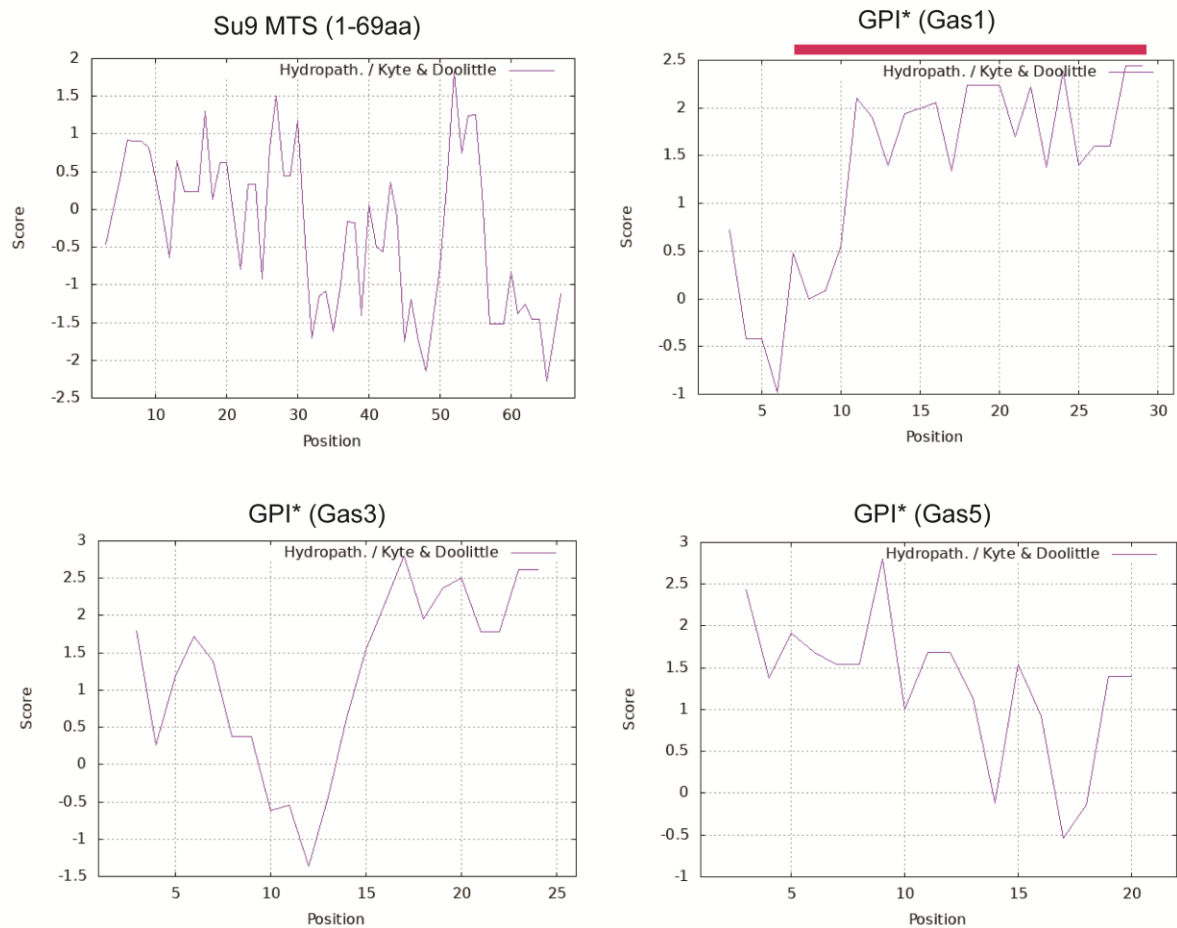 Su9 MTS (1-69aa)
Hydropath. / Kyte & Doolittle
Score
2
1.5
1
0.5
0
-0.5
-1
-1.5
-2
-2.5
10 20 30 40 50 60
Position
GPI* (Gas1)
Hydropath. / Kyte & Doolittle
Score
2.5
2
1.5
1
0.5
0
-0.5
-1
5 10 15 20 25 30
Position
GPI* (Gas3)
Hydropath. / Kyte & Doolittle
Score
3
2.5
2
1.5
1
0.5
0
-0.5
-1
-1.5
5 10 15 20 25
Position
GPI* (Gas5)
Hydropath. / Kyte & Doolittle
Score
3
2.5
2
1.5
1
0.5
0
-0.5
-1
5 10 15 20
Position